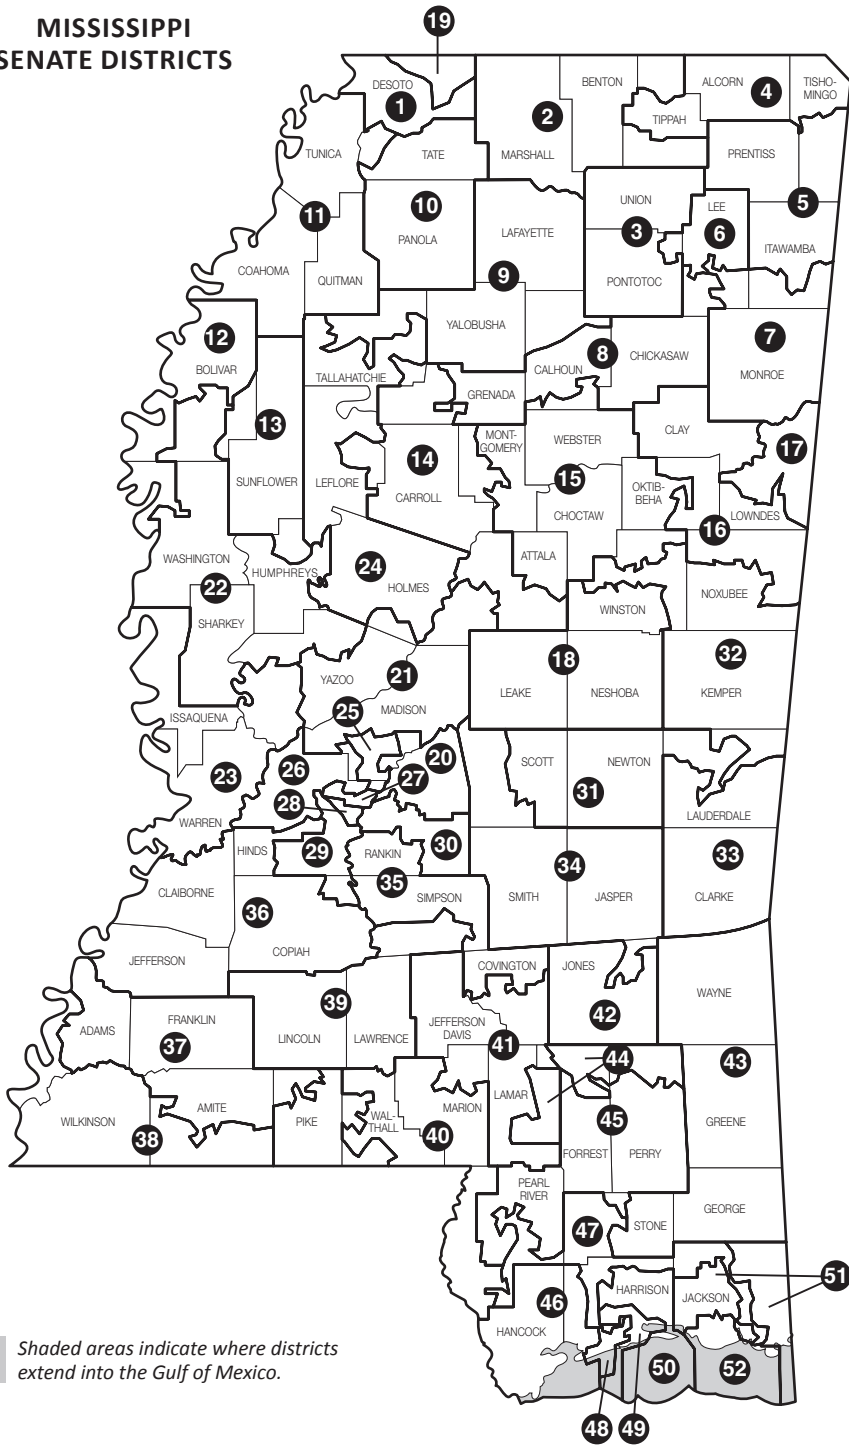 MISSISSIPPI
SENATE DISTRICTS
19
DESOTO
1
BENTON
ALCORN
4
TISHO-
MINGO
2
TIPPAH
TUNICA
TATE
MARSHALL
PRENTISS
10
UNION
LEE
5
11
PANOLA
LAFAYETTE
3
6
ITAWAMBA
COAHOMA
QUITMAN
9
PONTOTOC
12
BOLIVAR
YALOBUSHA
8
CHICKASAW
7
TALLAHATCHIE
CALHOUN
MONROE
GRENADA
13
MONT-
GOMERY
WEBSTER
CLAY
17
14
SUNFLOWER
LEFLORE
CARROLL
15
OKTIB-
BEHA
CHOCTAW
LOWNDES
16
WASHINGTON
HUMPHREYS
24
HOLMES
ATTALA
22
WINSTON
NOXUBEE
SHARKEY
18
32
YAZOO
21
LEAKE
NESHOBA
KEMPER
ISSAQUENA
25
MADISON
20
SCOTT
NEWTON
23
26
27
31
28
WARREN
LAUDERDALE
HINDS
29
RANKIN
30
34
33
CLAIBORNE
35
SIMPSON
SMITH
JASPER
CLARKE
36
COPIAH
JEFFERSON
COVINGTON
JONES
WAYNE
39
42
FRANKLIN
ADAMS
37
LINCOLN
LAWRENCE
JEFFERSON
DAVIS
41
44
43
LAMAR
WILKINSON
AMITE
PIKE
WAL-
THALL
MARION
45
GREENE
38
40
FORREST
PERRY
PEARL
RIVER
GEORGE
47
STONE
51
46
HARRISON
JACKSON
HANCOCK
Shaded areas indicate where districts
extend into the Gulf of Mexico.
50
52
48
49